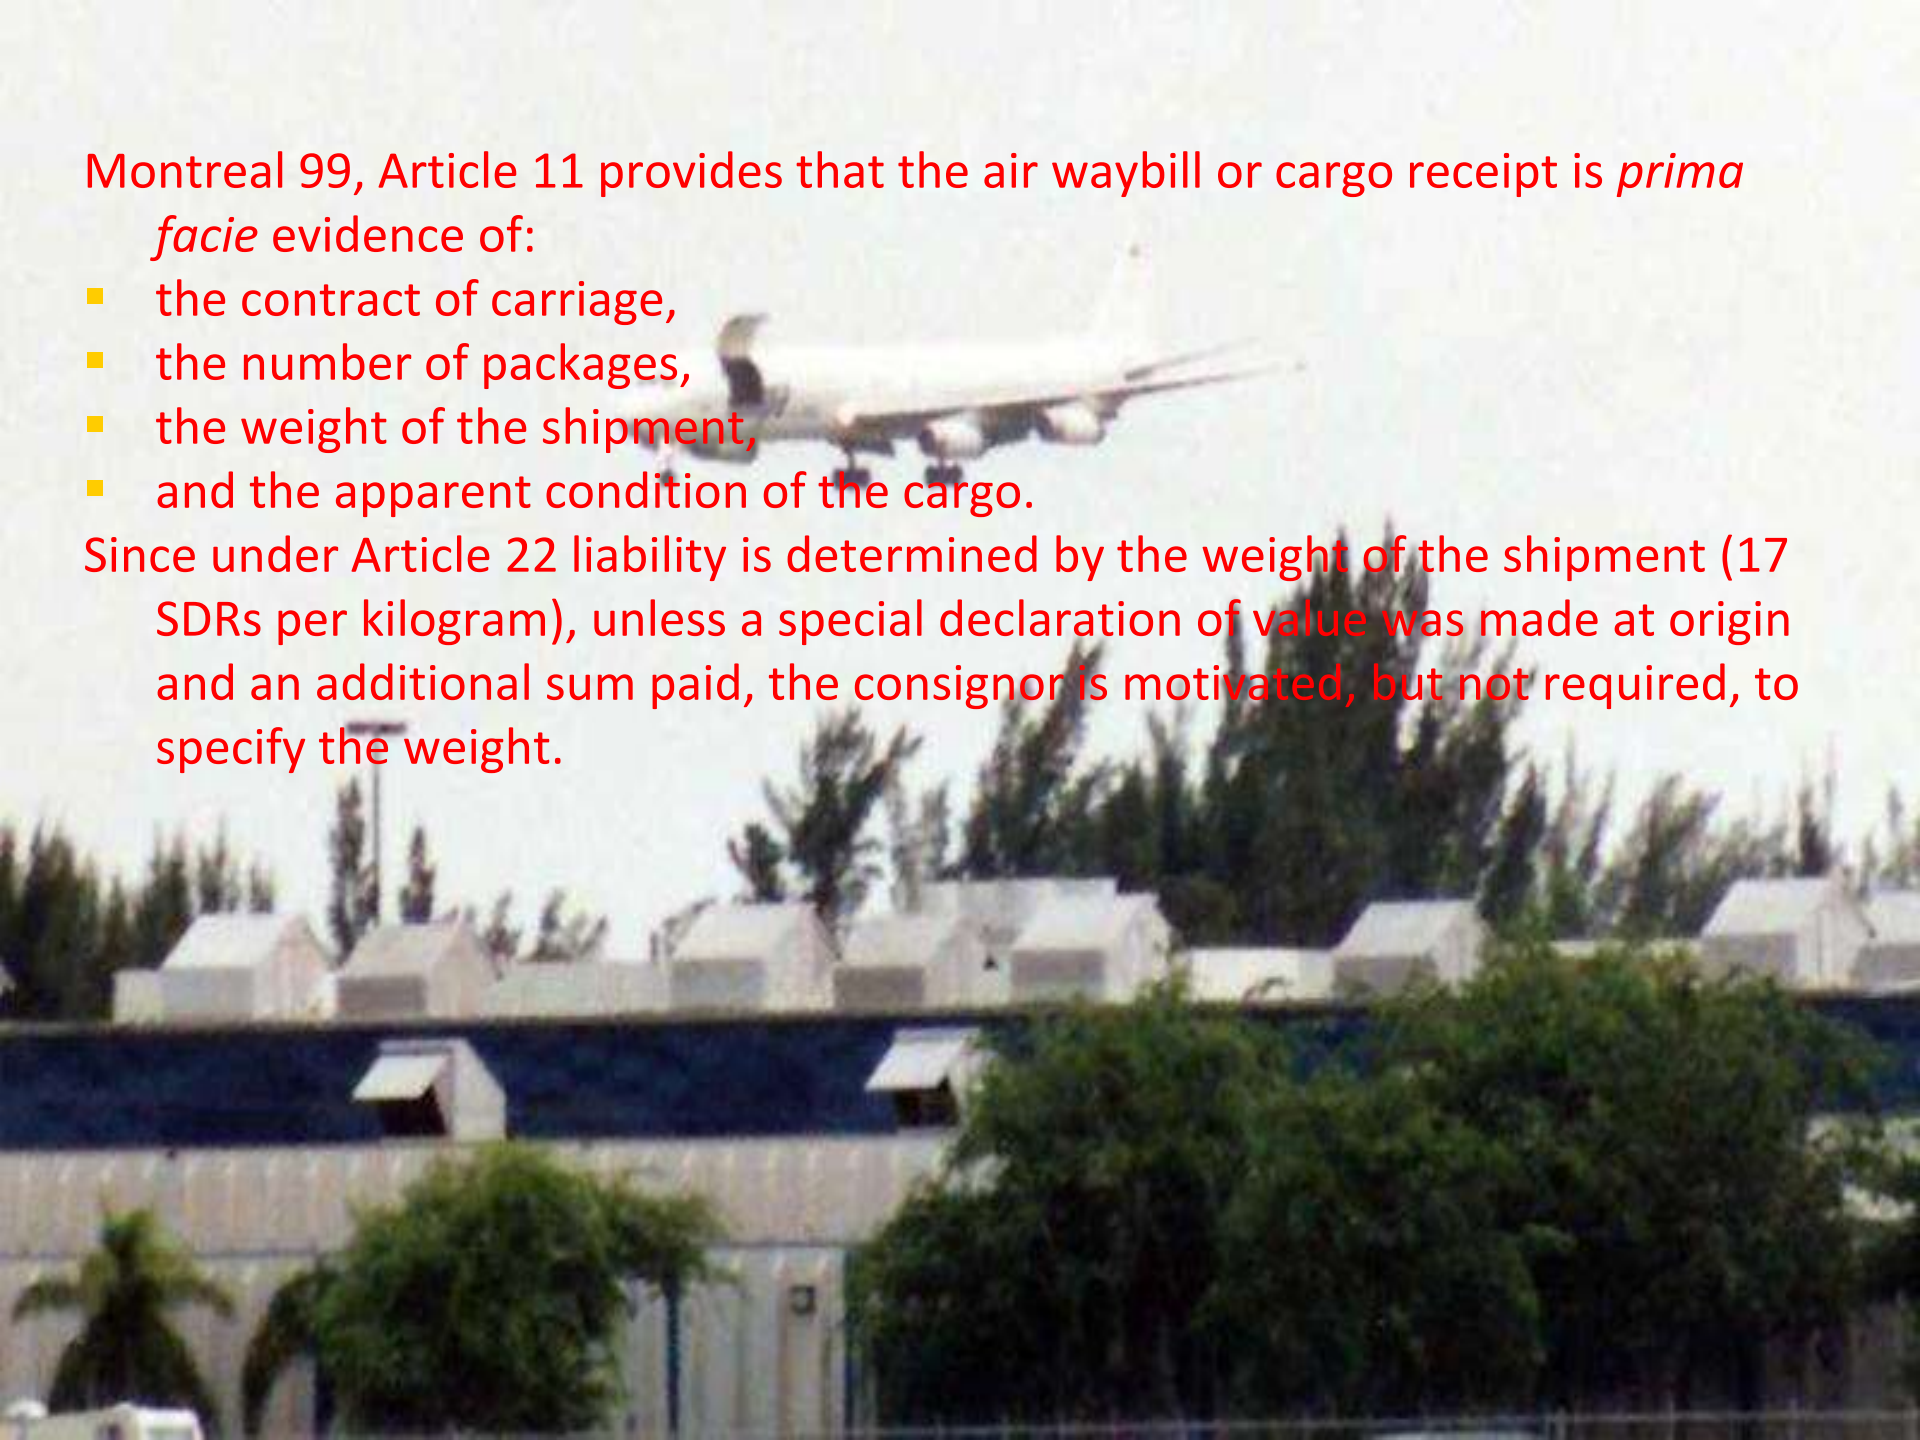 Montreal 99, Article 11 provides that the air waybill or cargo receipt is prima
facie evidence of:
▪ the contract of carriage,
▪ the number of packages,
▪ the weight of the shipment,
▪ and the apparent condition of the cargo.
Since under Article 22 liability is determined by the weight of the shipment (17
SDRs per kilogram), unless a special declaration of value was made at origin
and an additional sum paid, the consignor is motivated, but not required, to
specify the weight.